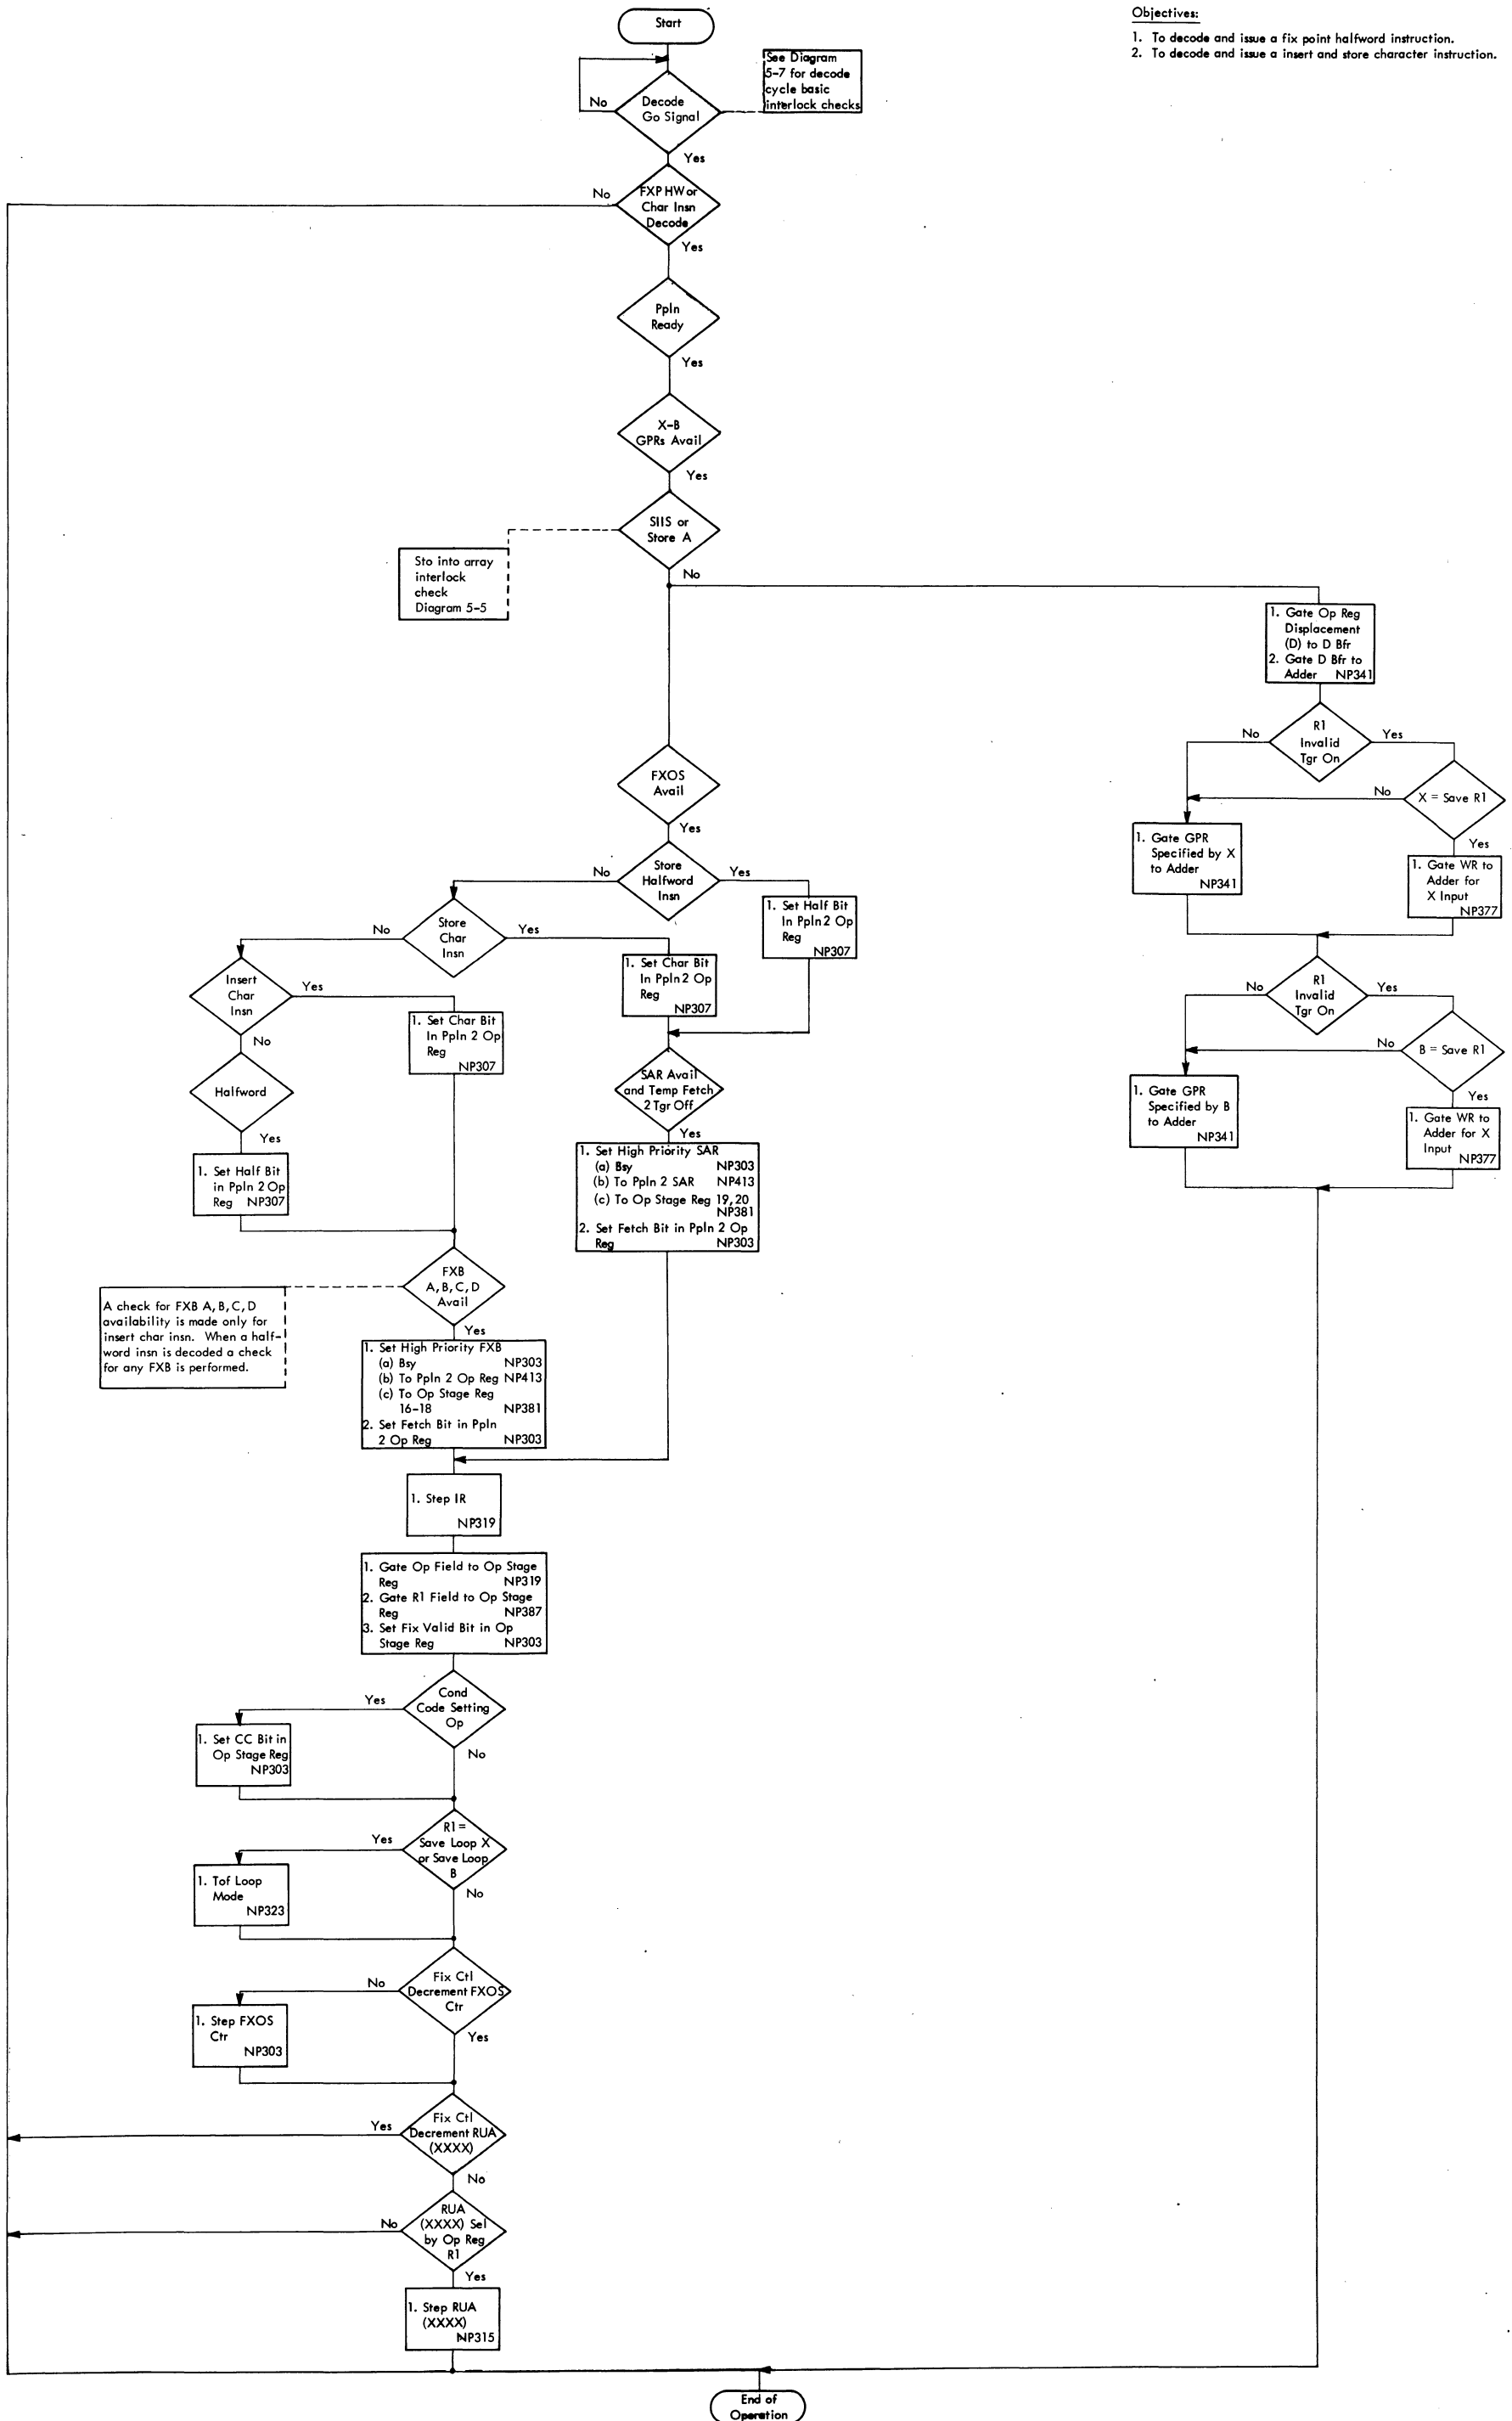 Objectives:
1. To decode and issue a fix point halfword instruction.
2. To decode and issue a insert and store character instruction.
Start
See Diagram
5-7 for decode
cycle basic
interlock checks
Decode
Go Signal
No
Yes
FXP HW or
Char Insn
Decode
No
Yes
Ppln
Ready
Yes
X-B
GPRs Avail
Yes
SIIS or
Store A
No
Sto into array
interlock
check
Diagram 5-5
1. Gate Op Reg
Displacement
(D) to D Bfr
2. Gate D Bfr to
Adder NP341
R1
Invalid
Tgr On
No
Yes
X = Save R1
No
Yes
1. Gate GPR
Specified by X
to Adder
NP341
1. Gate WR to
Adder for
X Input
NP377
R1
Invalid
Tgr On
No
Yes
B = Save R1
No
Yes
1. Gate GPR
Specified by B
to Adder
NP341
1. Gate WR to
Adder for X
Input
NP377
FXOS
Avail
Yes
Store
Halfword
Insn
No
Yes
1. Set Half Bit
In Ppln 2 Op
Reg
NP307
Store
Char
Insn
No
Yes
1. Set Char Bit
In Ppln 2 Op
Reg
NP307
Insert
Char
Insn
Yes
No
1. Set Char Bit
In Ppln 2 Op
Reg
NP307
Halfword
Yes
1. Set Half Bit
in Ppln 2 Op
Reg NP307
SAR Avail
and Temp Fetch
2 Tgr Off
Yes
1. Set High Priority SAR
(a) Bsy NP303
(b) To Ppln 2 SAR NP413
(c) To Op Stage Reg 19,20
NP381
2. Set Fetch Bit in Ppln 2 Op
Reg NP303
FXB
A,B,C,D
Avail
Yes
A check for FXB A,B,C,D
availability is made only for
insert char insn. When a half-
word insn is decoded a check
for any FXB is performed.
1. Set High Priority FXB
(a) Bsy NP303
(b) To Ppln 2 Op Reg NP413
(c) To Op Stage Reg
16-18 NP381
2. Set Fetch Bit in Ppln
2 Op Reg NP303
1. Step IR
NP319
1. Gate Op Field to Op Stage
Reg NP319
2. Gate R1 Field to Op Stage
Reg NP387
3. Set Fix Valid Bit in Op
Stage Reg NP303
Cond
Code Setting
Op
Yes
No
1. Set CC Bit in
Op Stage Reg
NP303
R1 =
Save Loop X
or Save Loop
B
Yes
No
1. Tof Loop
Mode
NP323
Fix Ctl
Decrement FXOS
Ctr
No
Yes
1. Step FXOS
Ctr
NP303
Fix Ctl
Decrement RUA
(XXXX)
Yes
No
RUA
(XXXX) Sel
by Op Reg
R1
No
Yes
1. Step RUA
(XXXX)
NP315
End of
Operation